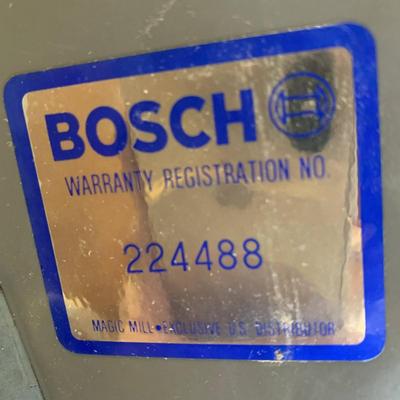 BOSCH
WARRANTY REGISTRATION NO.
224488
MAGIC MILL•EXCLUSIVE U.S. DISTRIBUTOR